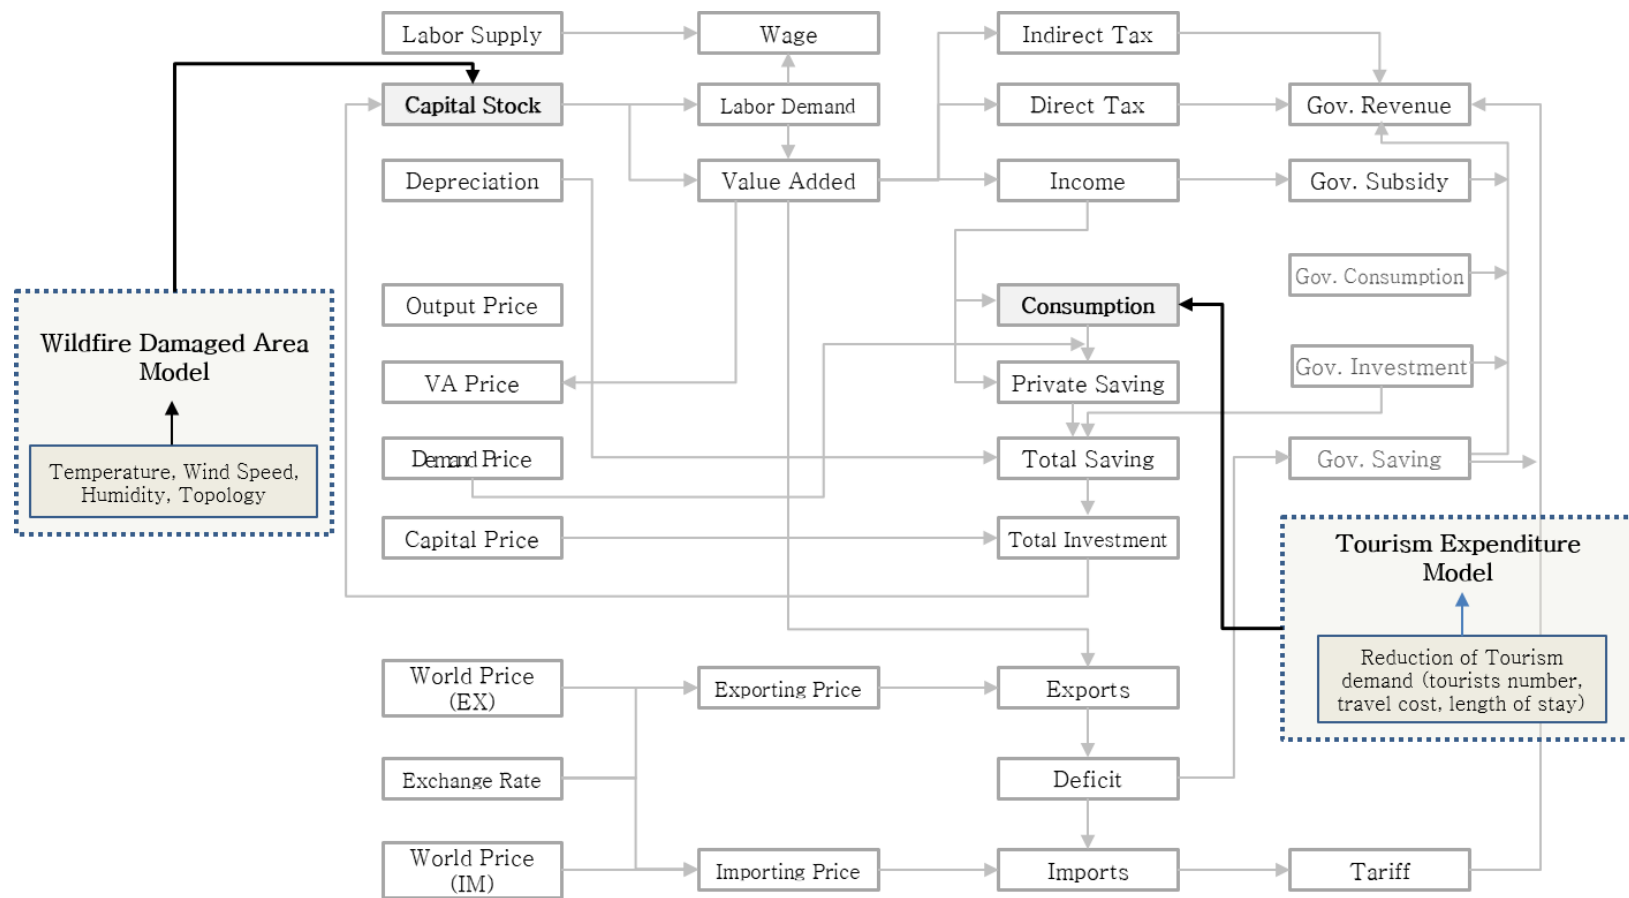 Labor Supply
Wage
Indirect Tax
Capital Stock
Labor Demand
Direct Tax
Gov. Revenue
Depreciation
Value Added
Income
Gov. Subsidy
Gov. Consumption
Output Price
Consumption
Wildfire Damaged Area
Model
VA Price
Private Saving
Gov. Investment
Temperature, Wind Speed,
Humidity, Topology
Demand Price
Total Saving
Gov. Saving
Capital Price
Total Investment
Tourism Expenditure
Model
Reduction of Tourism
demand (tourists number,
travel cost, length of stay)
World Price
(EX)
Exporting Price
Exports
Exchange Rate
Deficit
World Price
(IM)
Importing Price
Imports
Tariff